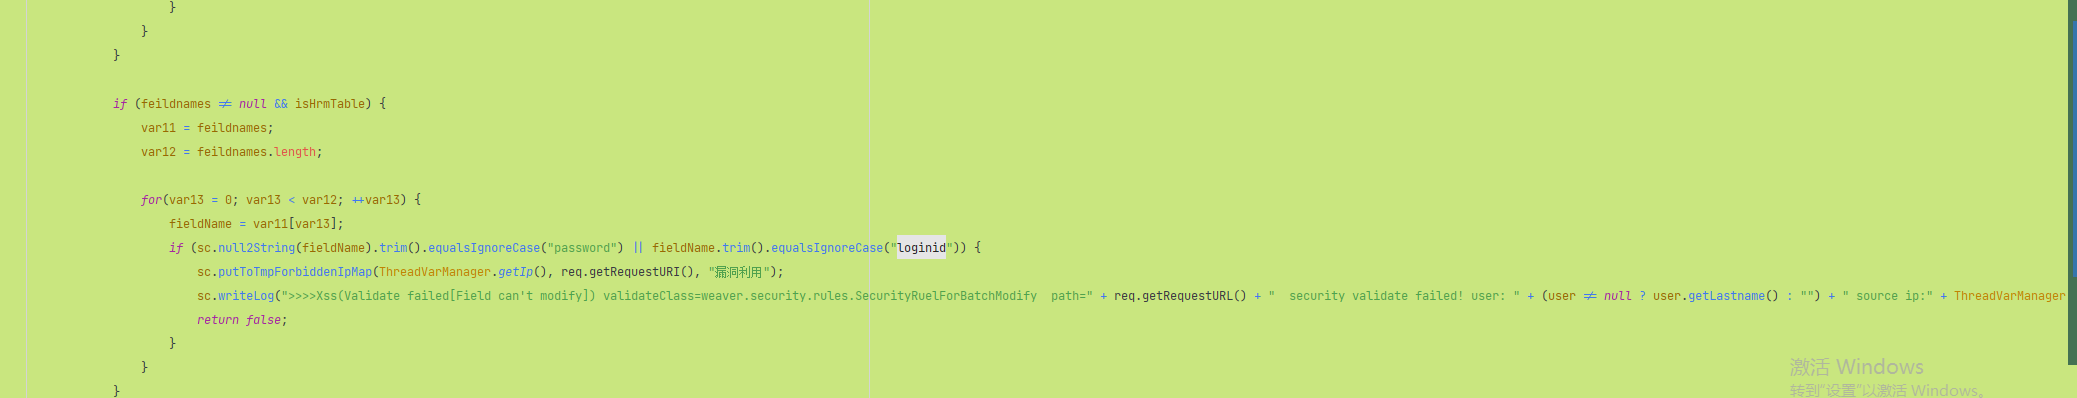 }
}
}
if (feildnames != null && isHrmTable) {
var11 = feildnames;
var12 = feildnames.length;
for(var13 = 0; var13 < var12; ++var13) {
fieldName = var11[var13];
if (sc.null2String(fieldName).trim().equalsIgnoreCase("password") || fieldName.trim().equalsIgnoreCase("loginid")) {
sc.putToTmpForbiddenIpMap(ThreadVarManager.getIp(), req.getRequestURI(), "漏洞利用");
sc.writeLog(">>>>Xss(Validate failed[Field can't modify]) validateClass=weaver.security.rules.SecurityRuelForBatchModify  path=" + req.getRequestURL() + "  security validate failed! user: " + (user != null ? user.getLastname() : "") + " source ip:" + ThreadVarManager
return false;
}
}
}
激活 Windows
转到"设置"以激活 Windows。